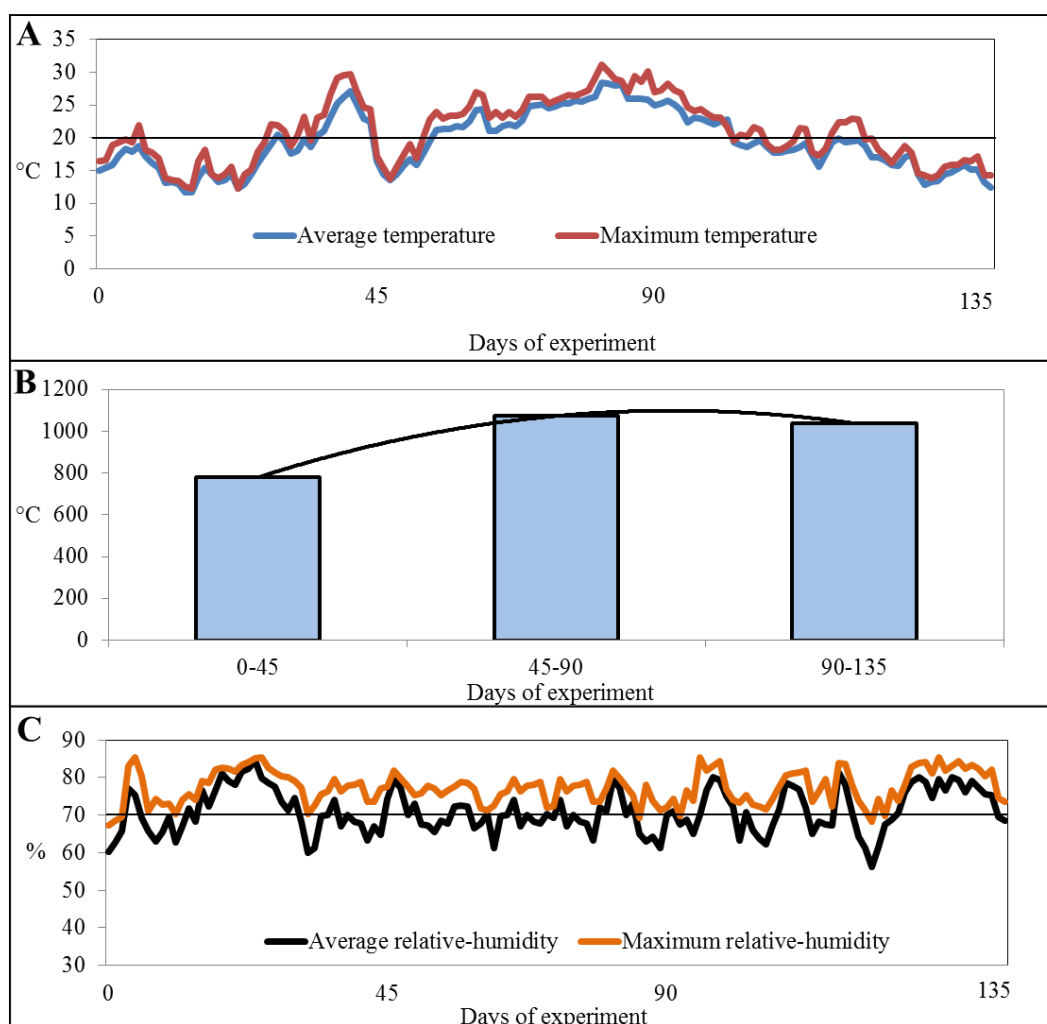 A
35
30
25
20
°C
15
10
5
0
Average temperature Maximum temperature
0 45 90 135
Days of experiment
B
1200
1000
800
°C
600
400
200
0
0-45 45-90 90-135
Days of experiment
C
90
80
70
%
60
50
40
30
Average relative-humidity Maximum relative-humidity
0 45 90 135
Days of experiment